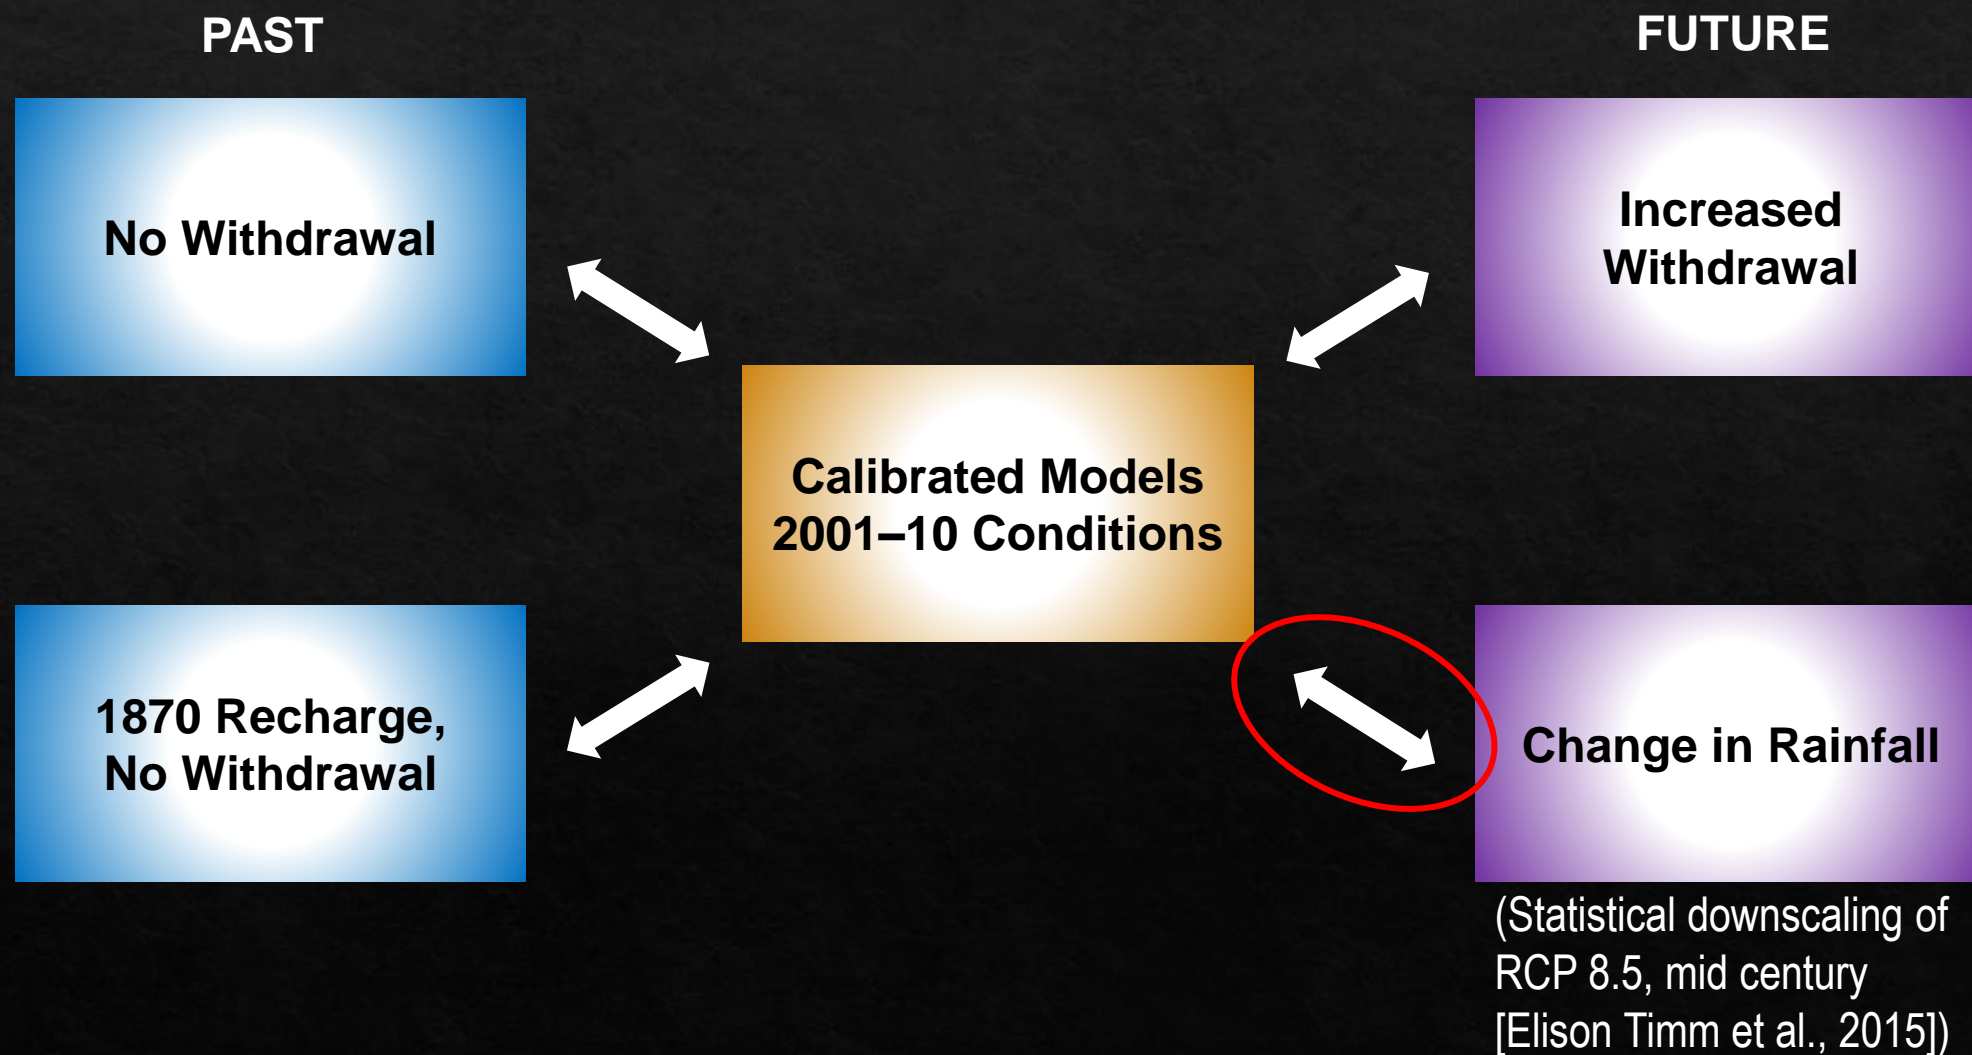 PAST
FUTURE
No Withdrawal
Increased
Withdrawal
Calibrated Models
2001–10 Conditions
1870 Recharge,
No Withdrawal
Change in Rainfall
(Statistical downscaling of
RCP 8.5, mid century
[Elison Timm et al., 2015])